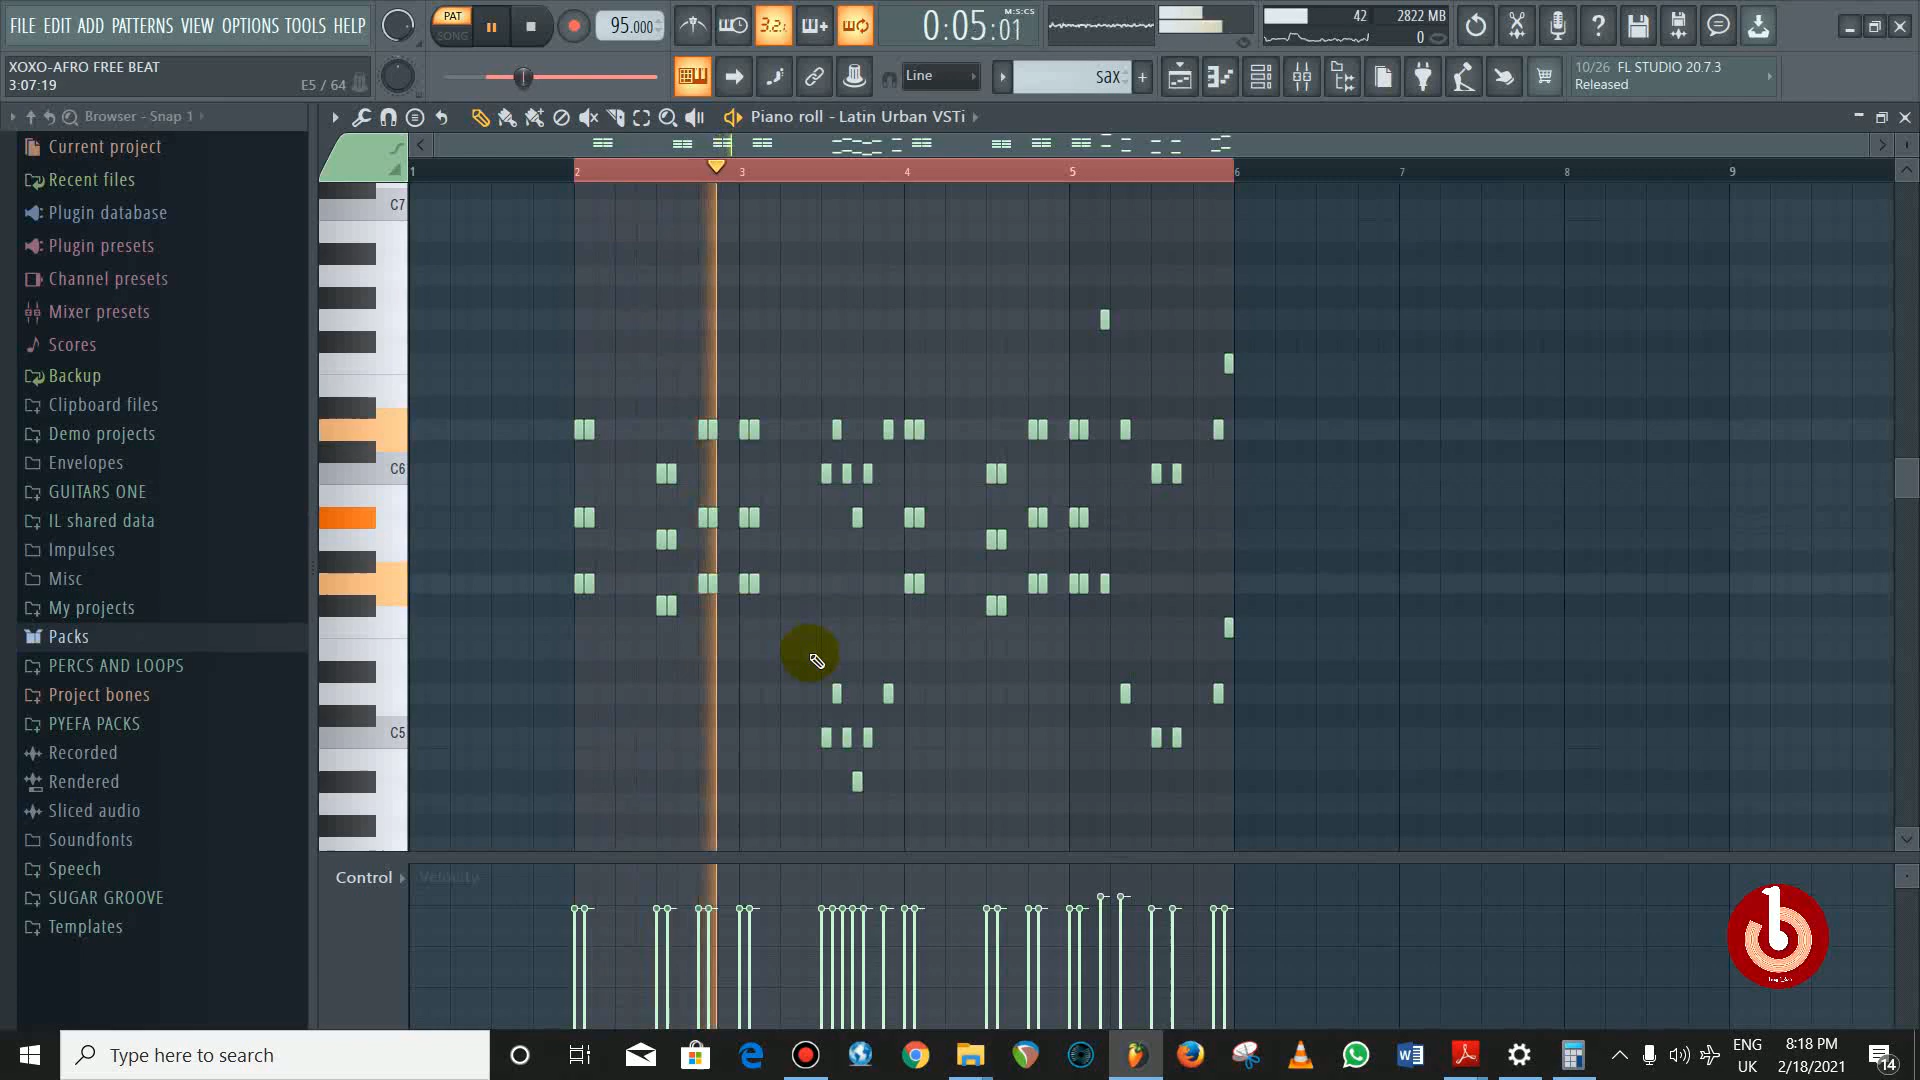 FILE EDIT ADD PATTERNS VIEW OPTIONS TOOLS HELP
PAT
SONG
95.000
3.2.
0:05:01
M:S:CS
42
2822 MB
0
XOXO-AFRO FREE BEAT
3:07:19
E5 / 64
Line
sax
10/26 FL STUDIO 20.7.3
Released
Browser - Snap 1
Piano roll - Latin Urban VSTi
Current project
Recent files
Plugin database
Plugin presets
Channel presets
Mixer presets
Scores
Backup
Clipboard files
Demo projects
Envelopes
GUITARS ONE
IL shared data
Impulses
Misc
My projects
Packs
PERCS AND LOOPS
Project bones
PYEFA PACKS
Recorded
Rendered
Sliced audio
Soundfonts
Speech
SUGAR GROOVE
Templates
1 2 3 4 5 6 7 8 9
C7
C6
C5
Control
Velocity
Type here to search
ENG
UK
8:18 PM
2/18/2021
14